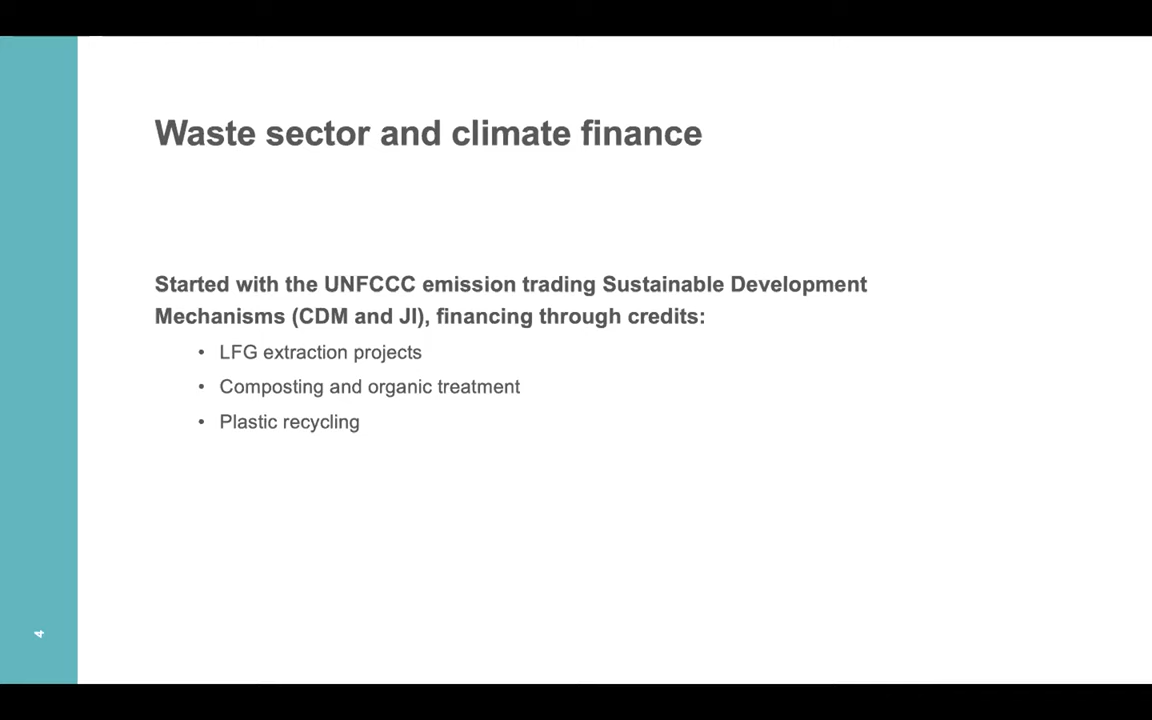 Waste sector and climate finance
Started with the UNFCCC emission trading Sustainable Development
Mechanisms (CDM and JI), financing through credits:
• LFG extraction projects
• Composting and organic treatment
• Plastic recycling
4